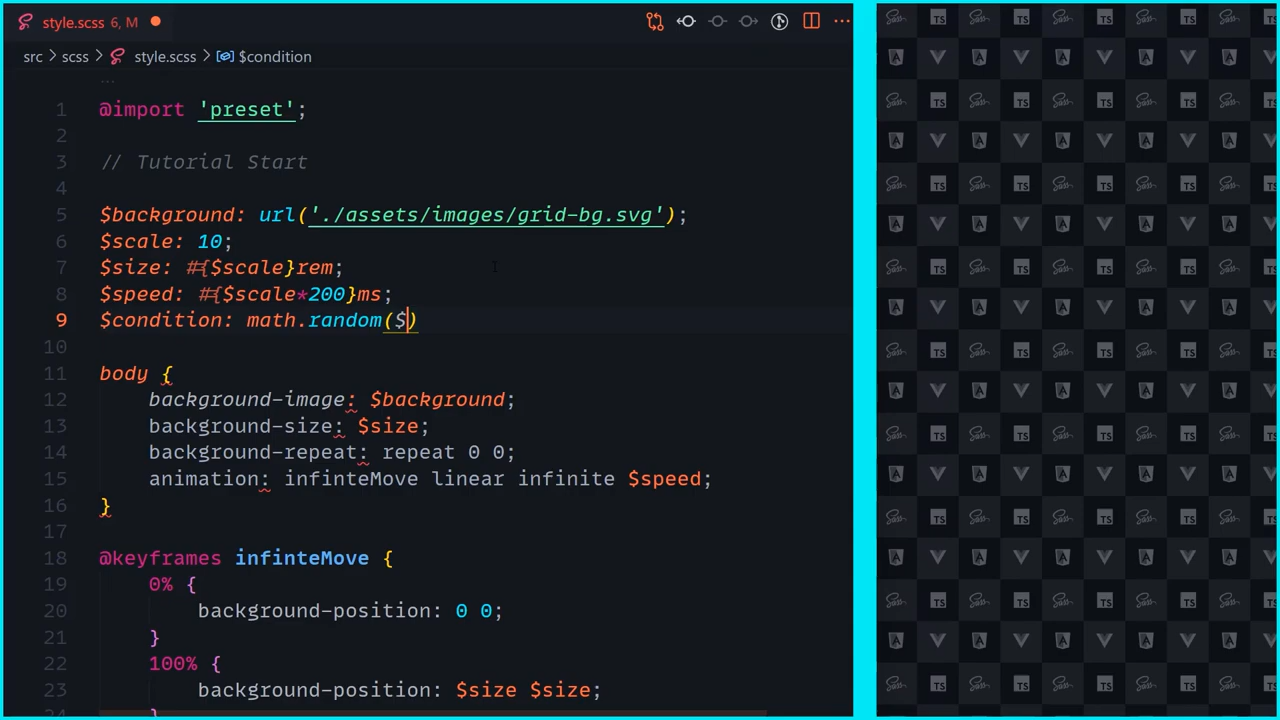 style.scss 6, M
src > scss > style.scss > $condition
...
1 @import 'preset';
2
3 // Tutorial Start
4
5 $background: url('./assets/images/grid-bg.svg');
6 $scale: 10;
7 $size: #{$scale}rem;
8 $speed: #{$scale*200}ms;
9 $condition: math.random($)
10
11 body {
12 background-image: $background;
13 background-size: $size;
14 background-repeat: repeat 0 0;
15 animation: infinteMove linear infinite $speed;
16 }
17
18 @keyframes infinteMove {
19 0% {
20 background-position: 0 0;
21 }
22 100% {
23 background-position: $size $size;
24 }